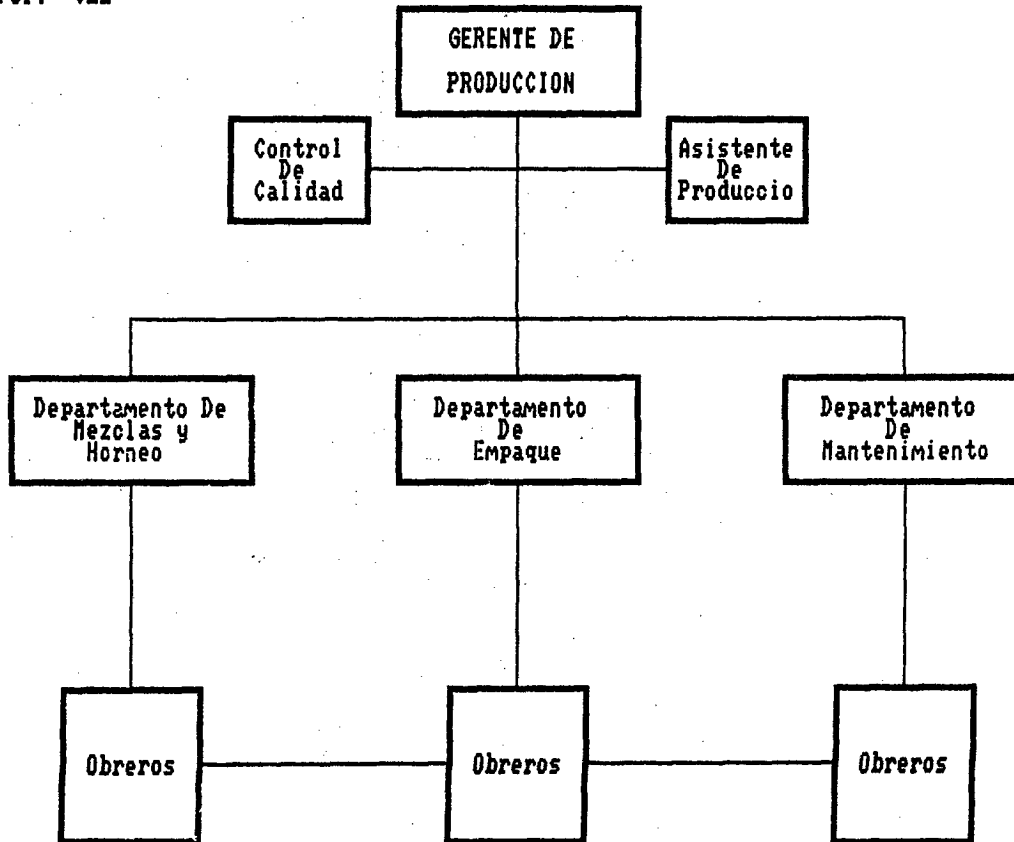 GERENTE DE
PRODUCCION
Control
De
Calidad
Asistente
De
Produccio
Departamento De
Mezclas y
Horneo
Departamento
De
Empaque
Departamento
De
Mantenimiento
Obreros
Obreros
Obreros